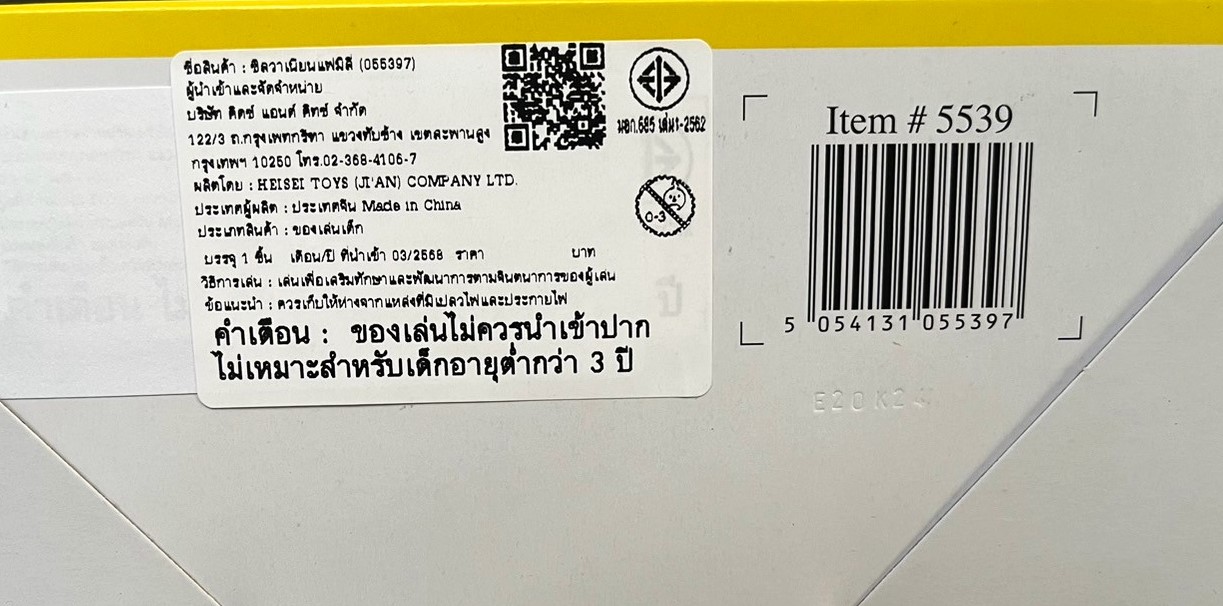 ชื่อสินค้า : ซิลวาเนียนแฟมิลี่ (055397)
ผู้นำเข้าและจัดจำหน่าย
บริษัท คิดซ์ แอนด์ คิทซ์ จำกัด
122/3 ถ.กรุงเทพกรีฑา แขวงทับช้าง เขตสะพานสูง
กรุงเทพฯ 10250 โทร.02-368-4106-7
ผลิตโดย : HEISEI TOYS (JI'AN) COMPANY LTD.
ประเทศผู้ผลิต : ประเทศจีน Made in China
ประเภทสินค้า : ของเล่นเด็ก
บรรจุ 1 ชิ้น เดือน/ปี ที่นำเข้า 03/2568 ราคา บาท
วิธีการเล่น : เล่นเพื่อเสริมทักษะและพัฒนาการตามจินตนาการของผู้เล่น
ข้อแนะนำ : ควรเก็บให้ห่างจากแหล่งที่มีเปลวไฟและประกายไฟ
คำเตือน : ของเล่นไม่ควรนำเข้าปาก
ไม่เหมาะสำหรับเด็กอายุต่ำกว่า 3 ปี
มอก.685 เล่ม1-2562
0-3
Item # 5539
5 054131 055397
E20K2